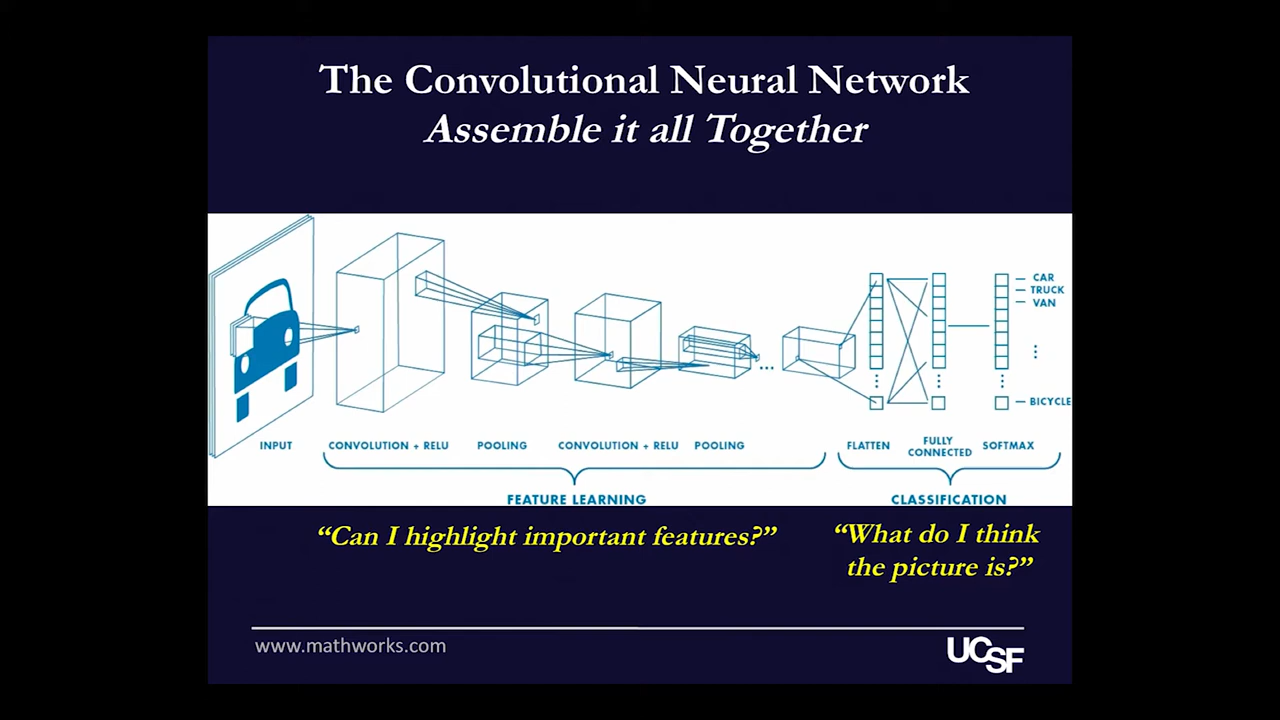 The Convolutional Neural Network
Assemble it all Together
CAR
TRUCK
VAN
BICYCLE
INPUT
CONVOLUTION + RELU
POOLING
CONVOLUTION + RELU
POOLING
FLATTEN
FULLY
CONNECTED
SOFTMAX
FEATURE LEARNING
CLASSIFICATION
“Can I highlight important features?”
“What do I think
the picture is?”
www.mathworks.com
UCSF